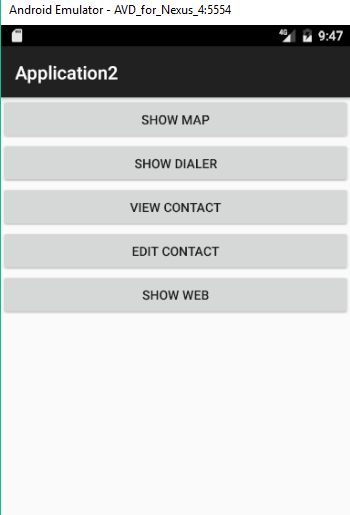 Android Emulator - AVD_for_Nexus_4:5554
4G 9:47
Application2
SHOW MAP
SHOW DIALER
VIEW CONTACT
EDIT CONTACT
SHOW WEB